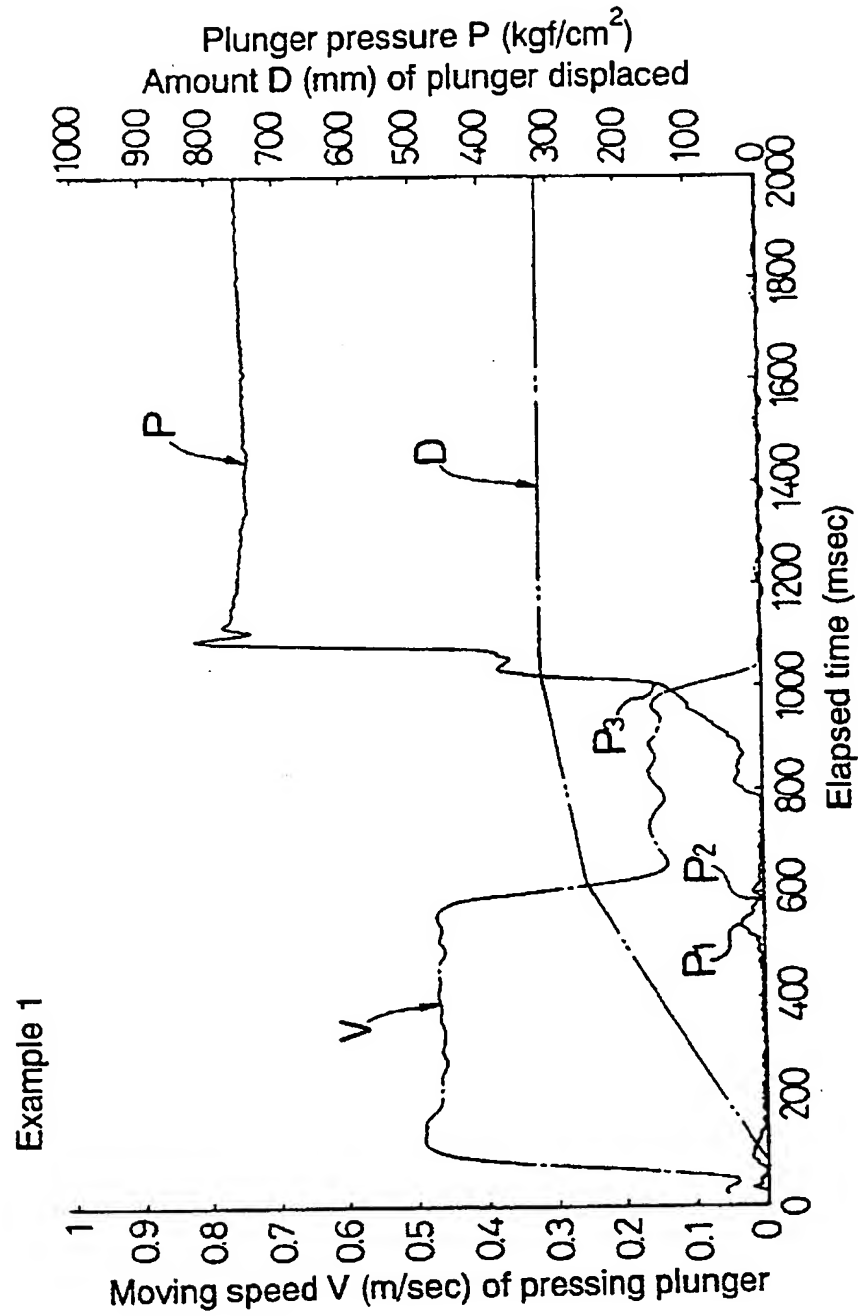 Example 1
Plunger pressure P (kgf/cm²)
Amount D (mm) of plunger displaced
1000
900
800
700
600
500
400
300
200
100
0
Moving speed V (m/sec) of pressing plunger
1
0.9
0.8
0.7
0.6
0.5
0.4
0.3
0.2
0.1
0
V
P
D
P1
P2
P3
0 200 400 600 800 1000 1200 1400 1600 1800 2000
Elapsed time (msec)